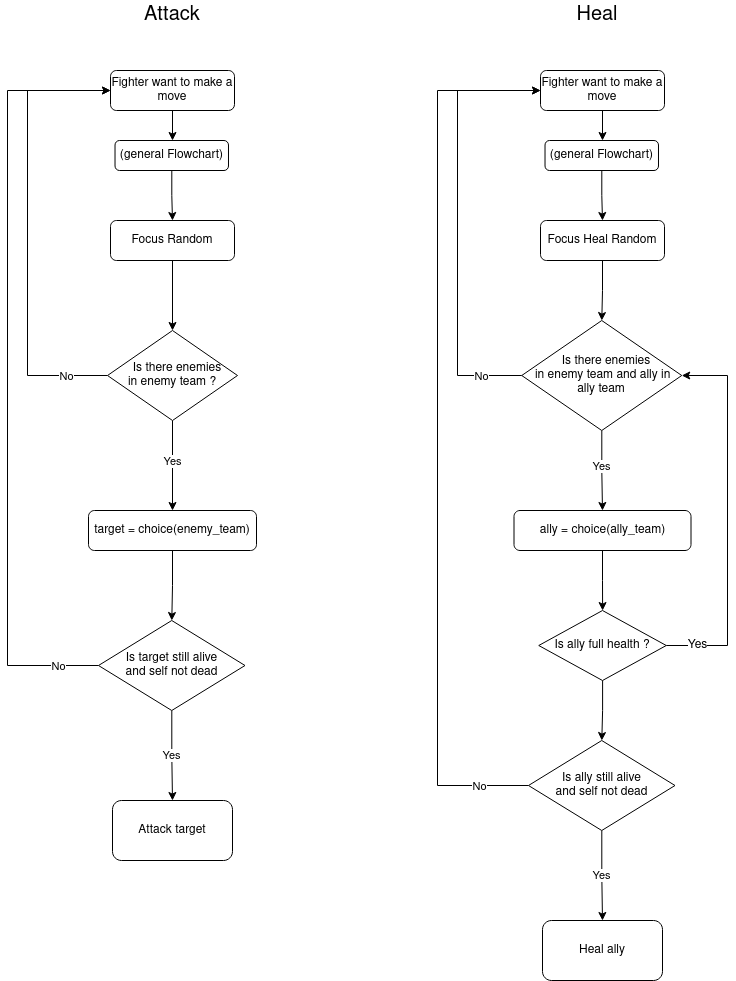 Attack
Fighter want to make a
move
(general Flowchart)
Focus Random
Is there enemies
in enemy team ?
No
Yes
target = choice(enemy_team)
Is target still alive
and self not dead
No
Yes
Attack target
Heal
Fighter want to make a
move
(general Flowchart)
Focus Heal Random
Is there enemies
in enemy team and ally in
ally team
No
Yes
ally = choice(ally_team)
Is ally full health ?
Yes
Is ally still alive
and self not dead
No
Yes
Heal ally